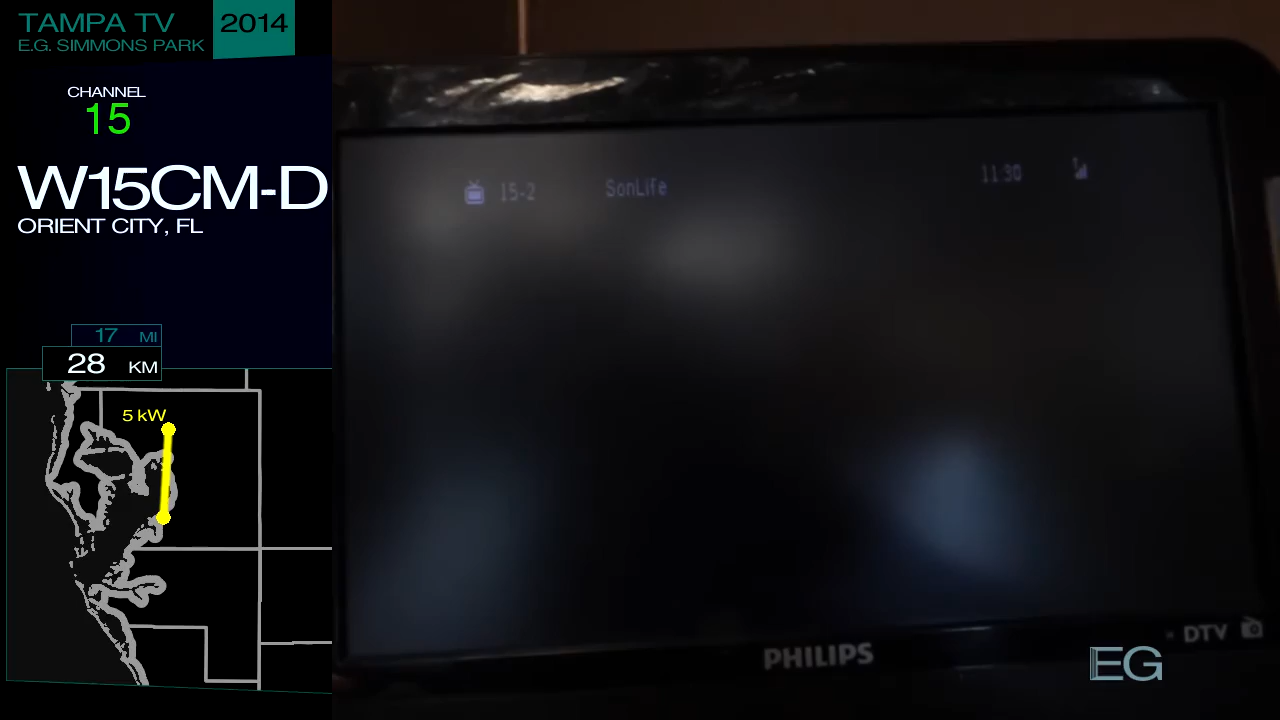 TAMPA TV
E.G. SIMMONS PARK
2014
CHANNEL
15
W15CM-D
ORIENT CITY, FL
17 MI
28 KM
5 kW
15-2 SonLife 11:30
PHILIPS
DTV
EG